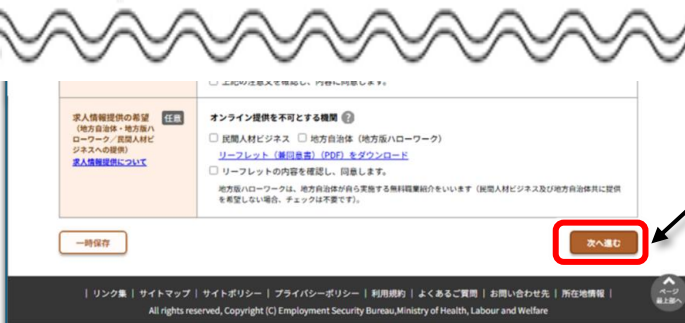 上記の注意文を確認し、内容に同意します。
求人情報提供の希望 任意
（地方自治体・地方版ハ
ローワーク／民間人材ビ
ジネスへの提供）
求人情報提供について
オンライン提供を不可とする機関 ?
民間人材ビジネス 地方自治体（地方版ハローワーク）
リーフレット（兼同意書）（PDF）をダウンロード
リーフレットの内容を確認し、同意します。
地方版ハローワークは、地方自治体が自ら実施する無料職業紹介をいいます（民間人材ビジネス及び地方自治体共に提供
を希望しない場合、チェックは不要です）。
一時保存
次へ進む
| リンク集 | サイトマップ | サイトポリシー | プライバシーポリシー | 利用規約 | よくあるご質問 | お問い合わせ先 | 所在地情報 |
All rights reserved, Copyright (C) Employment Security Bureau,Ministry of Health, Labour and Welfare
ページ
最上部へ